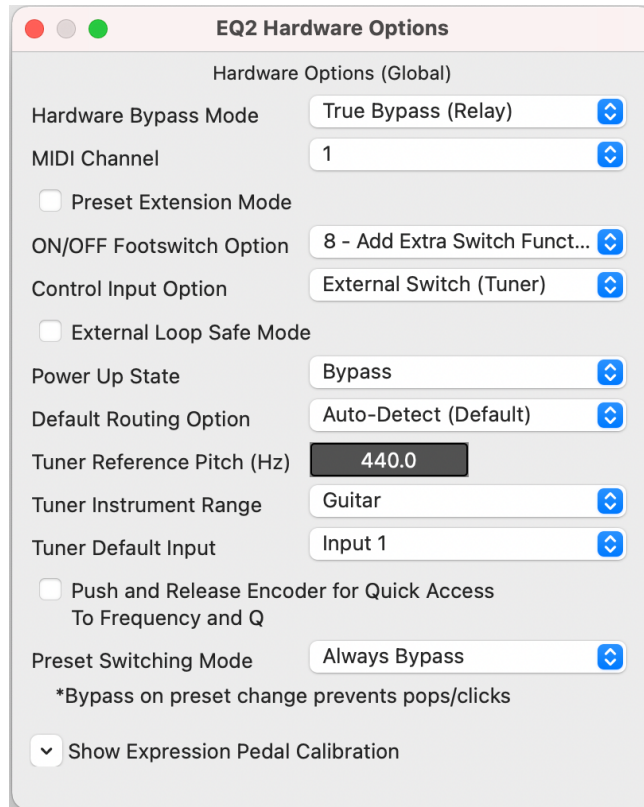 EQ2 Hardware Options
Hardware Options (Global)
Hardware Bypass Mode True Bypass (Relay)
MIDI Channel 1
Preset Extension Mode
ON/OFF Footswitch Option 8 - Add Extra Switch Funct...
Control Input Option External Switch (Tuner)
External Loop Safe Mode
Power Up State Bypass
Default Routing Option Auto-Detect (Default)
Tuner Reference Pitch (Hz) 440.0
Tuner Instrument Range Guitar
Tuner Default Input Input 1
Push and Release Encoder for Quick Access
To Frequency and Q
Preset Switching Mode Always Bypass
*Bypass on preset change prevents pops/clicks
Show Expression Pedal Calibration